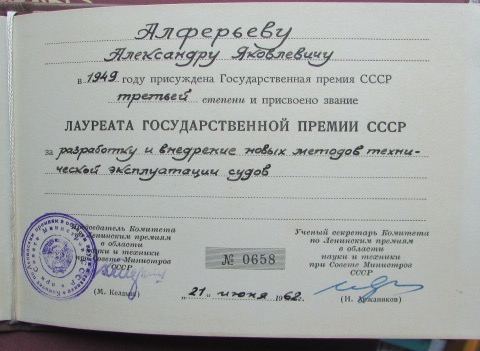 Алферьеву
Александру Яковлевичу
в 1949 году присуждена Государственная премия СССР
третьей степени и присвоено звание
ЛАУРЕАТА ГОСУДАРСТВЕННОЙ ПРЕМИИ СССР
за разработку и внедрение новых методов техни-
ческой эксплуатации судов
Председатель Комитета
по Ленинским премиям
в области
науки и техники
при Совете Министров
СССР
(М. Келдыш)
№ 0658
„21" июня 1962.
Ученый секретарь Комитета
по Ленинским премиям
в области
науки и техники
при Совете Министров
СССР
(И. Хржаников)